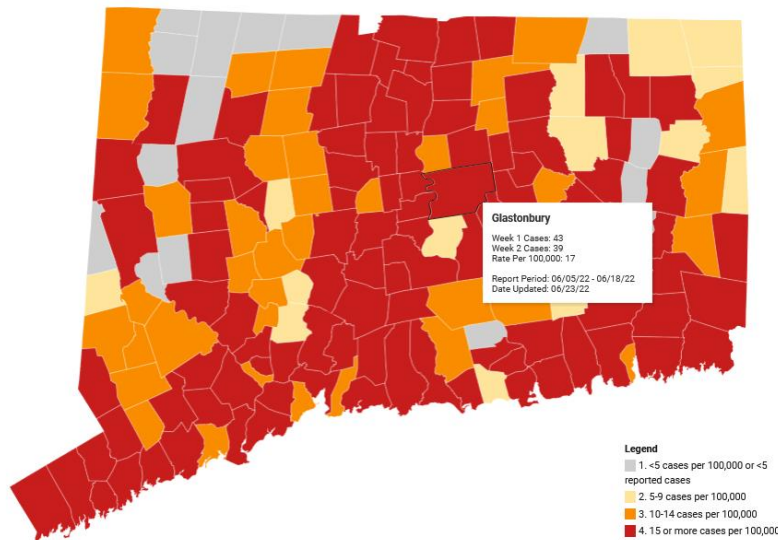 Glastonbury
Week 1 Cases: 43
Week 2 Cases: 39
Rate Per 100,000: 17
Report Period: 06/05/22 - 06/18/22
Date Updated: 06/23/22
Legend
1. <5 cases per 100,000 or <5
reported cases
2. 5-9 cases per 100,000
3. 10-14 cases per 100,000
4. 15 or more cases per 100,000